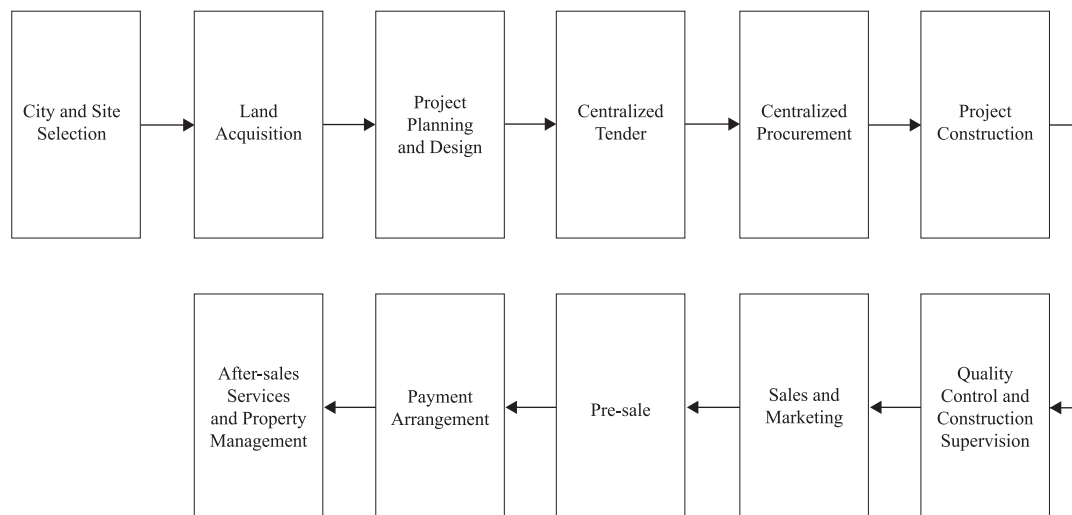 City and Site
Selection
Land
Acquisition
Project
Planning
and Design
Centralized
Tender
Centralized
Procurement
Project
Construction
Quality
Control and
Construction
Supervision
Sales and
Marketing
Pre-sale
Payment
Arrangement
After-sales
Services
and Property
Management